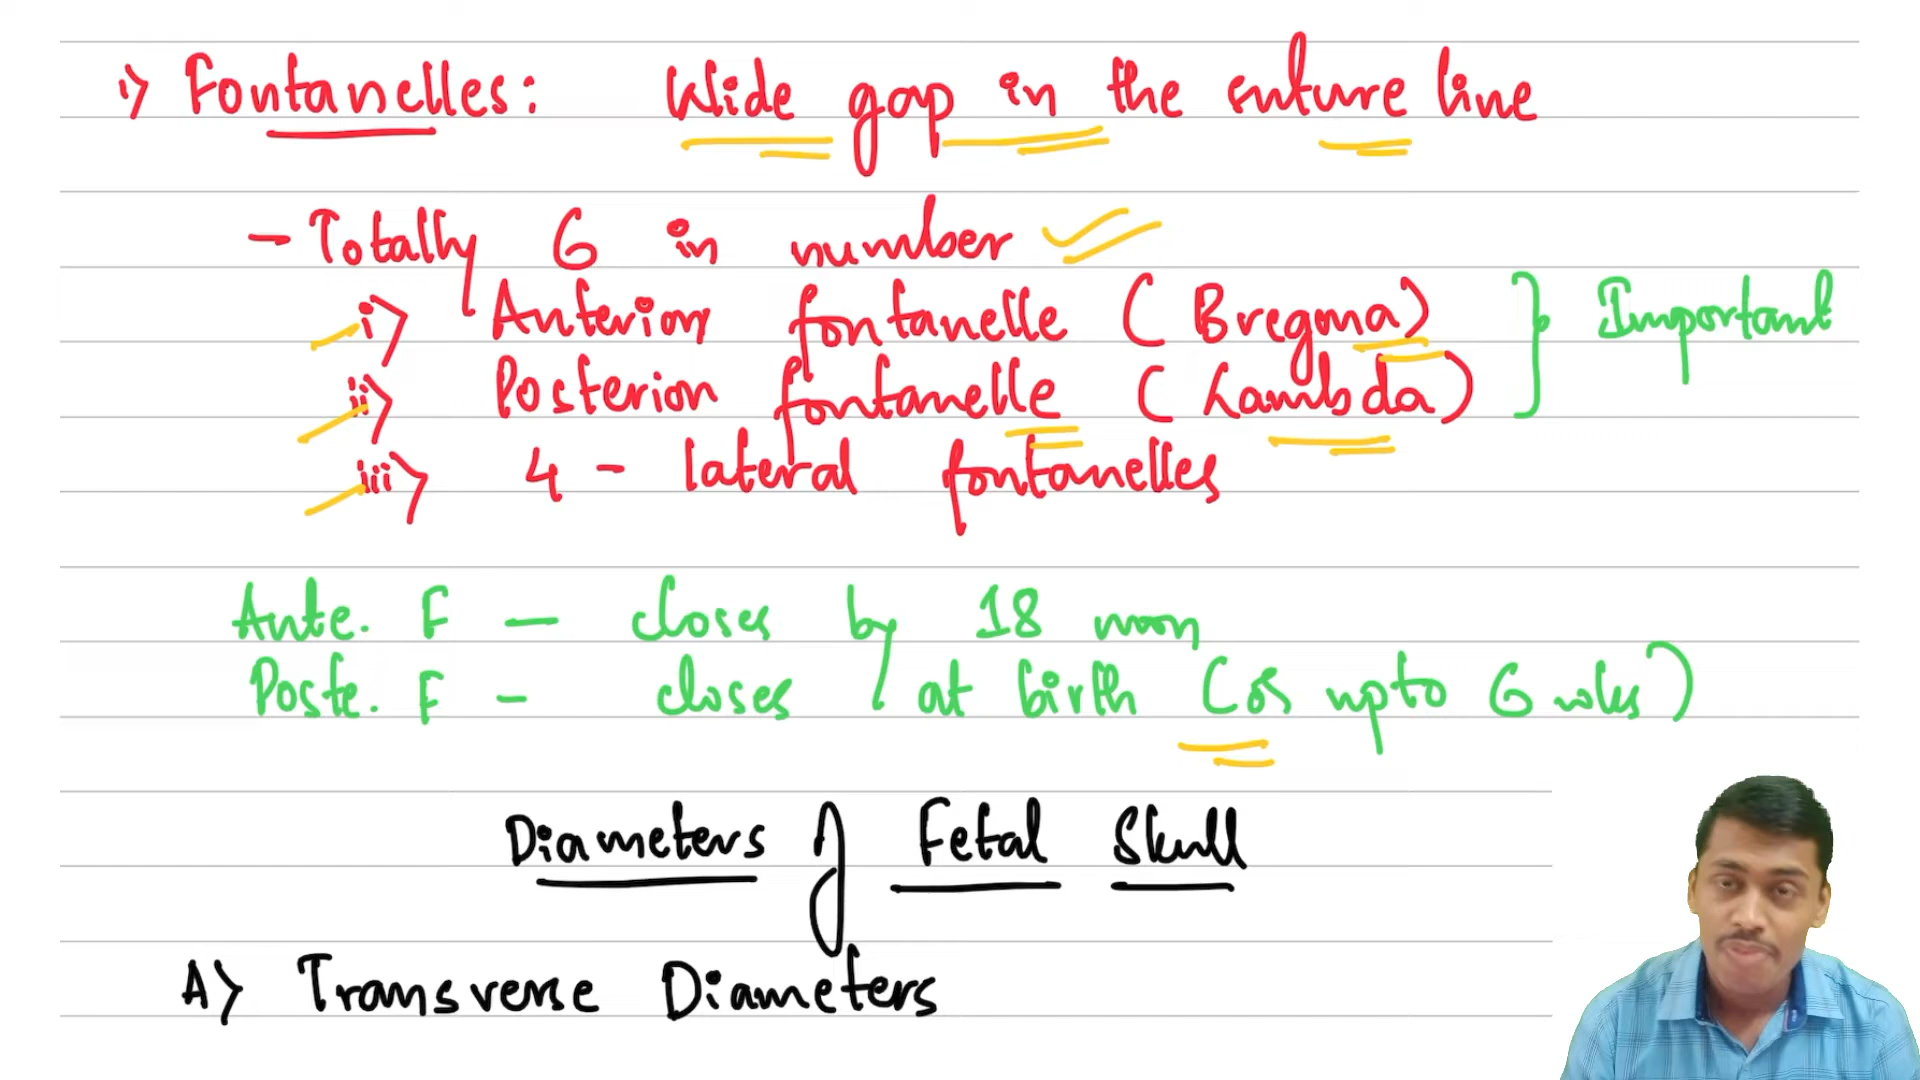 1) Fontanelles: Wide gap in the suture line
- Totally 6 in number
i) Anterior fontanelle (Bregma) } Important
ii) Posterior fontanelle (Lambda)
iii) 4 - lateral fontanelles
Ante. F — closes by 18 mon
Poste. F - closes at birth (or upto 6 wks)
Diameters of Fetal Skull
A) Transverse Diameters